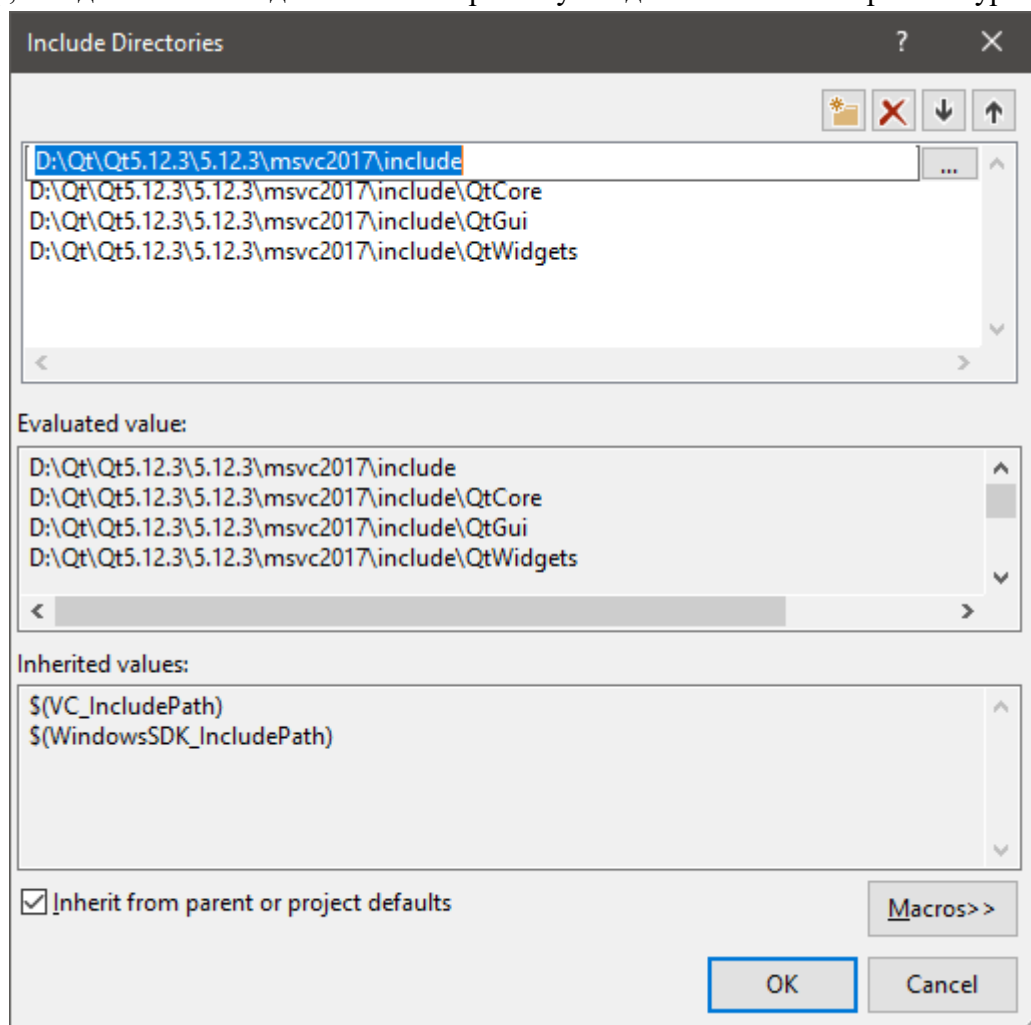 Include Directories
?
D:\Qt\Qt5.12.3\5.12.3\msvc2017\include
...
D:\Qt\Qt5.12.3\5.12.3\msvc2017\include\QtCore
D:\Qt\Qt5.12.3\5.12.3\msvc2017\include\QtGui
D:\Qt\Qt5.12.3\5.12.3\msvc2017\include\QtWidgets
Evaluated value:
D:\Qt\Qt5.12.3\5.12.3\msvc2017\include
D:\Qt\Qt5.12.3\5.12.3\msvc2017\include\QtCore
D:\Qt\Qt5.12.3\5.12.3\msvc2017\include\QtGui
D:\Qt\Qt5.12.3\5.12.3\msvc2017\include\QtWidgets
Inherited values:
$(VC_IncludePath)
$(WindowsSDK_IncludePath)
Inherit from parent or project defaults
Macros>>
OK
Cancel